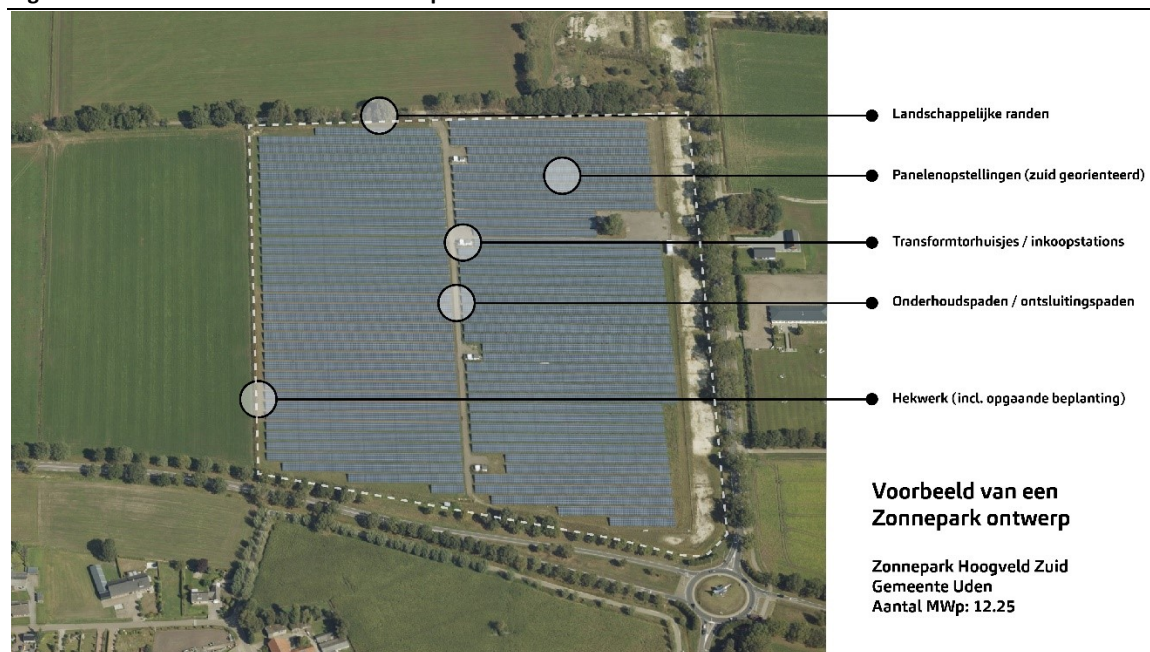 Landschappelijke randen
Panelenopstellingen (zuid georienteerd)
Transformtorhuisjes / inkoopstations
Onderhoudspaden / ontsluitingspaden
Hekwerk (incl. opgaande beplanting)
Voorbeeld van een
Zonnepark ontwerp
Zonnepark Hoogveld Zuid
Gemeente Uden
Aantal MWp: 12.25